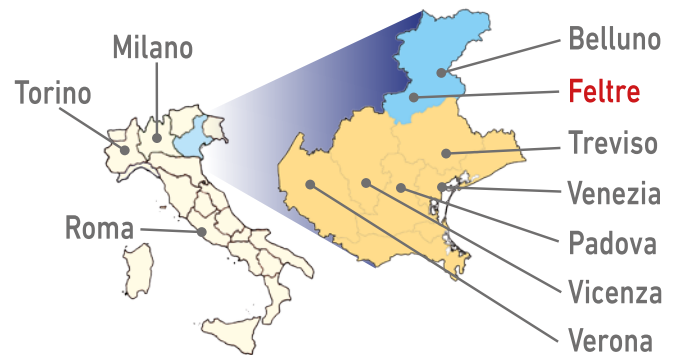 Milano
Torino
Roma
Belluno
Feltre
Treviso
Venezia
Padova
Vicenza
Verona